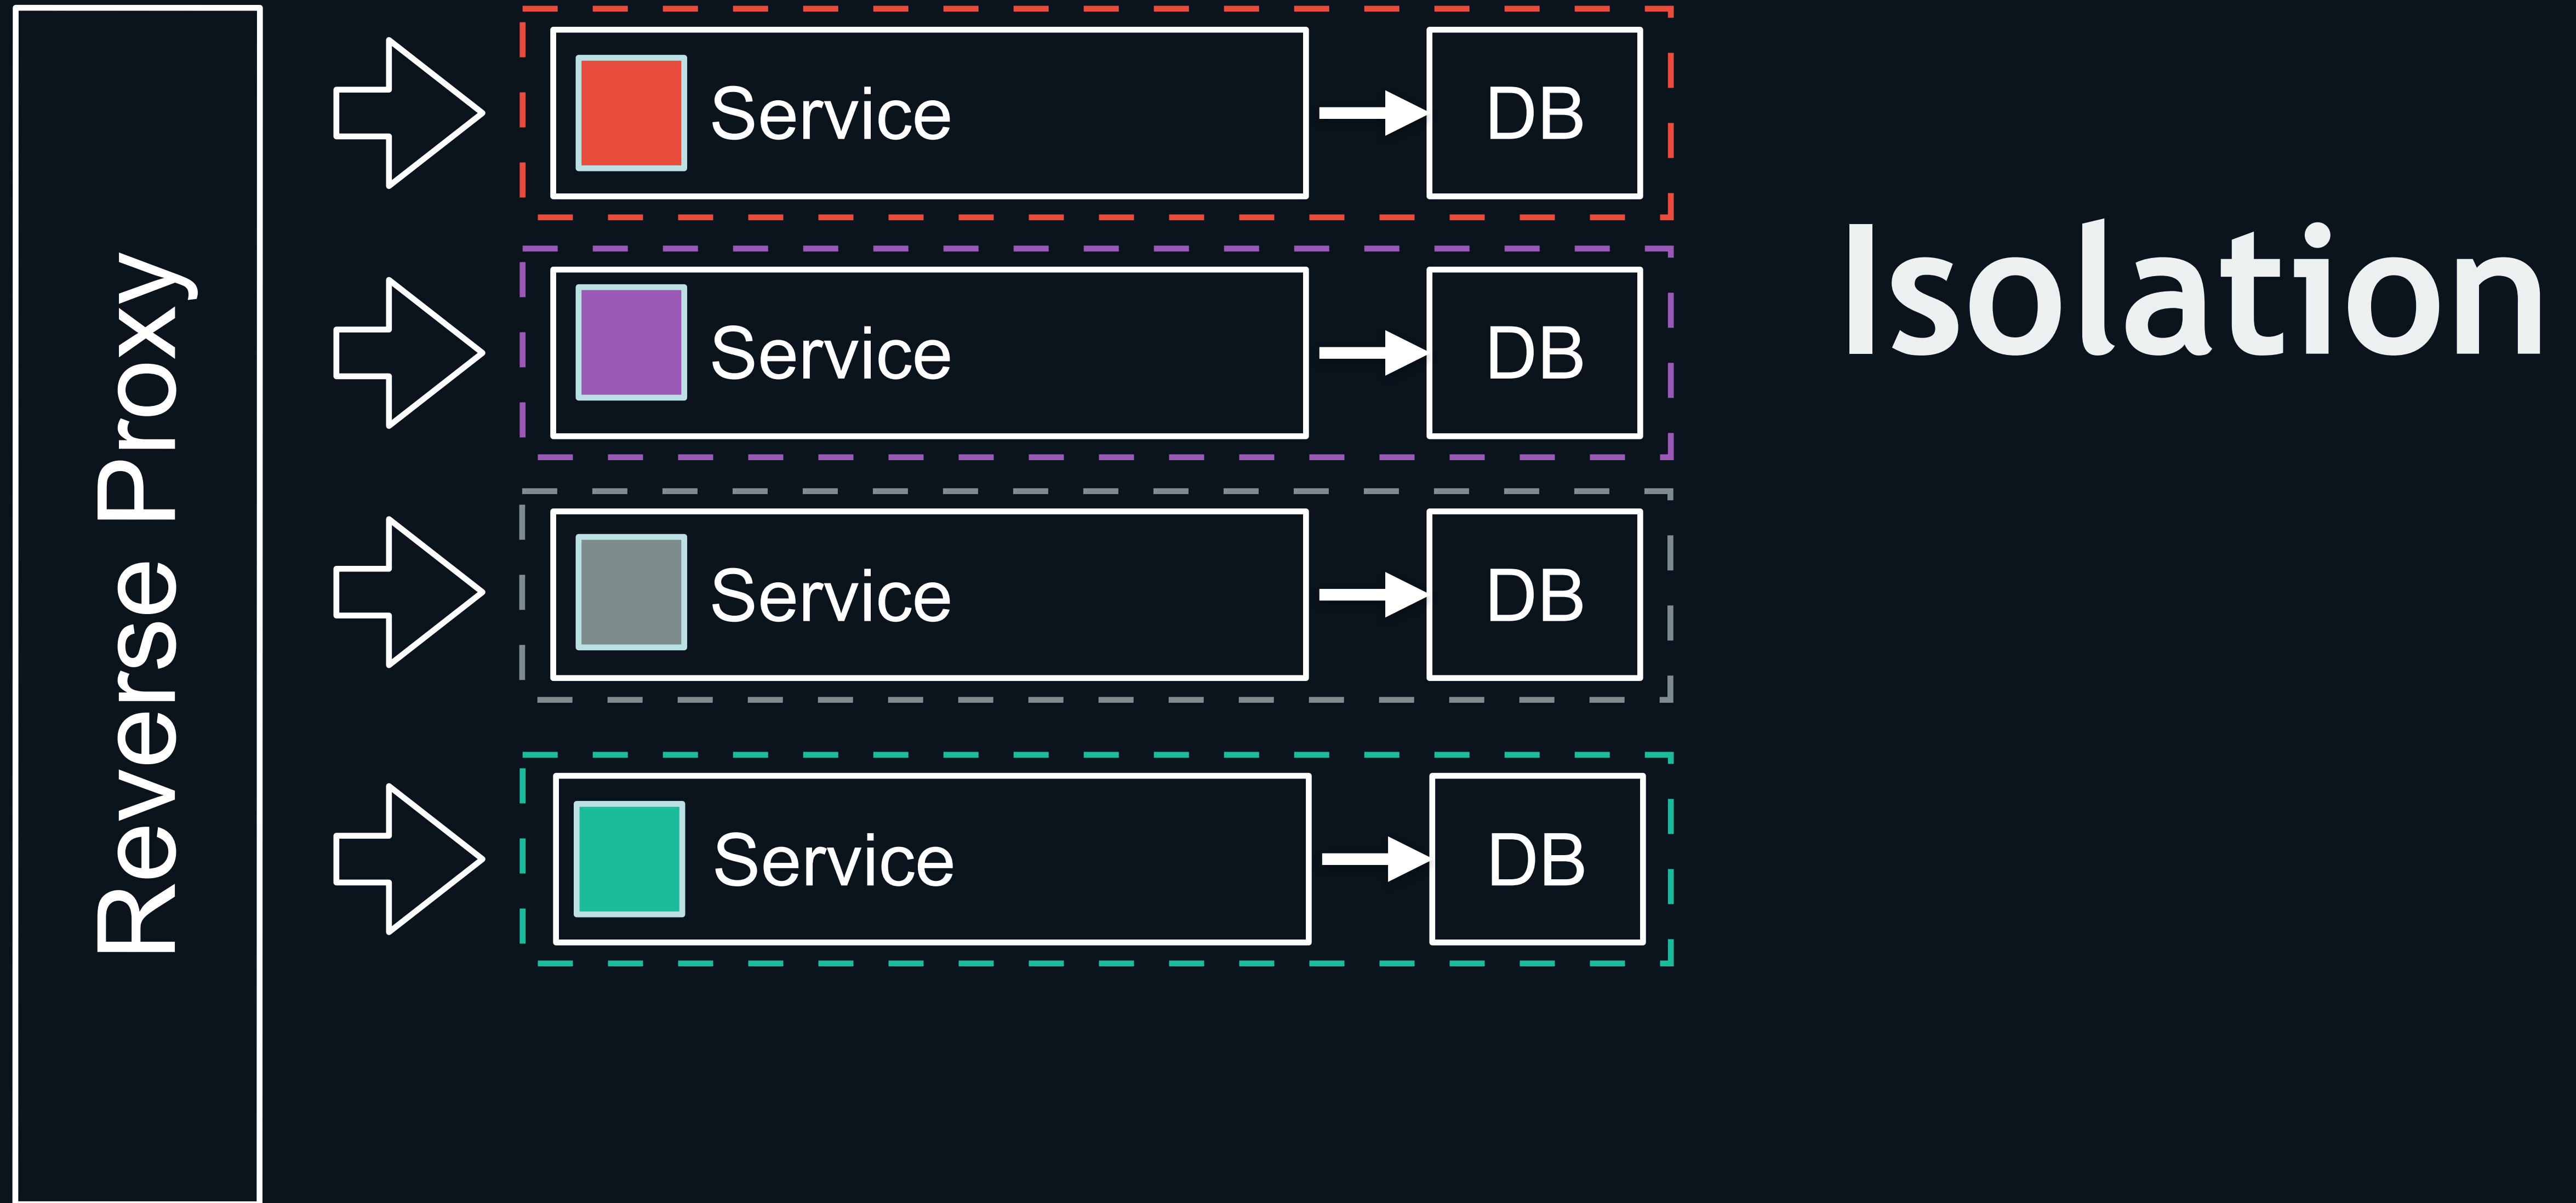 Reverse Proxy
Service
DB
Service
DB
Service
DB
Service
DB
Isolation